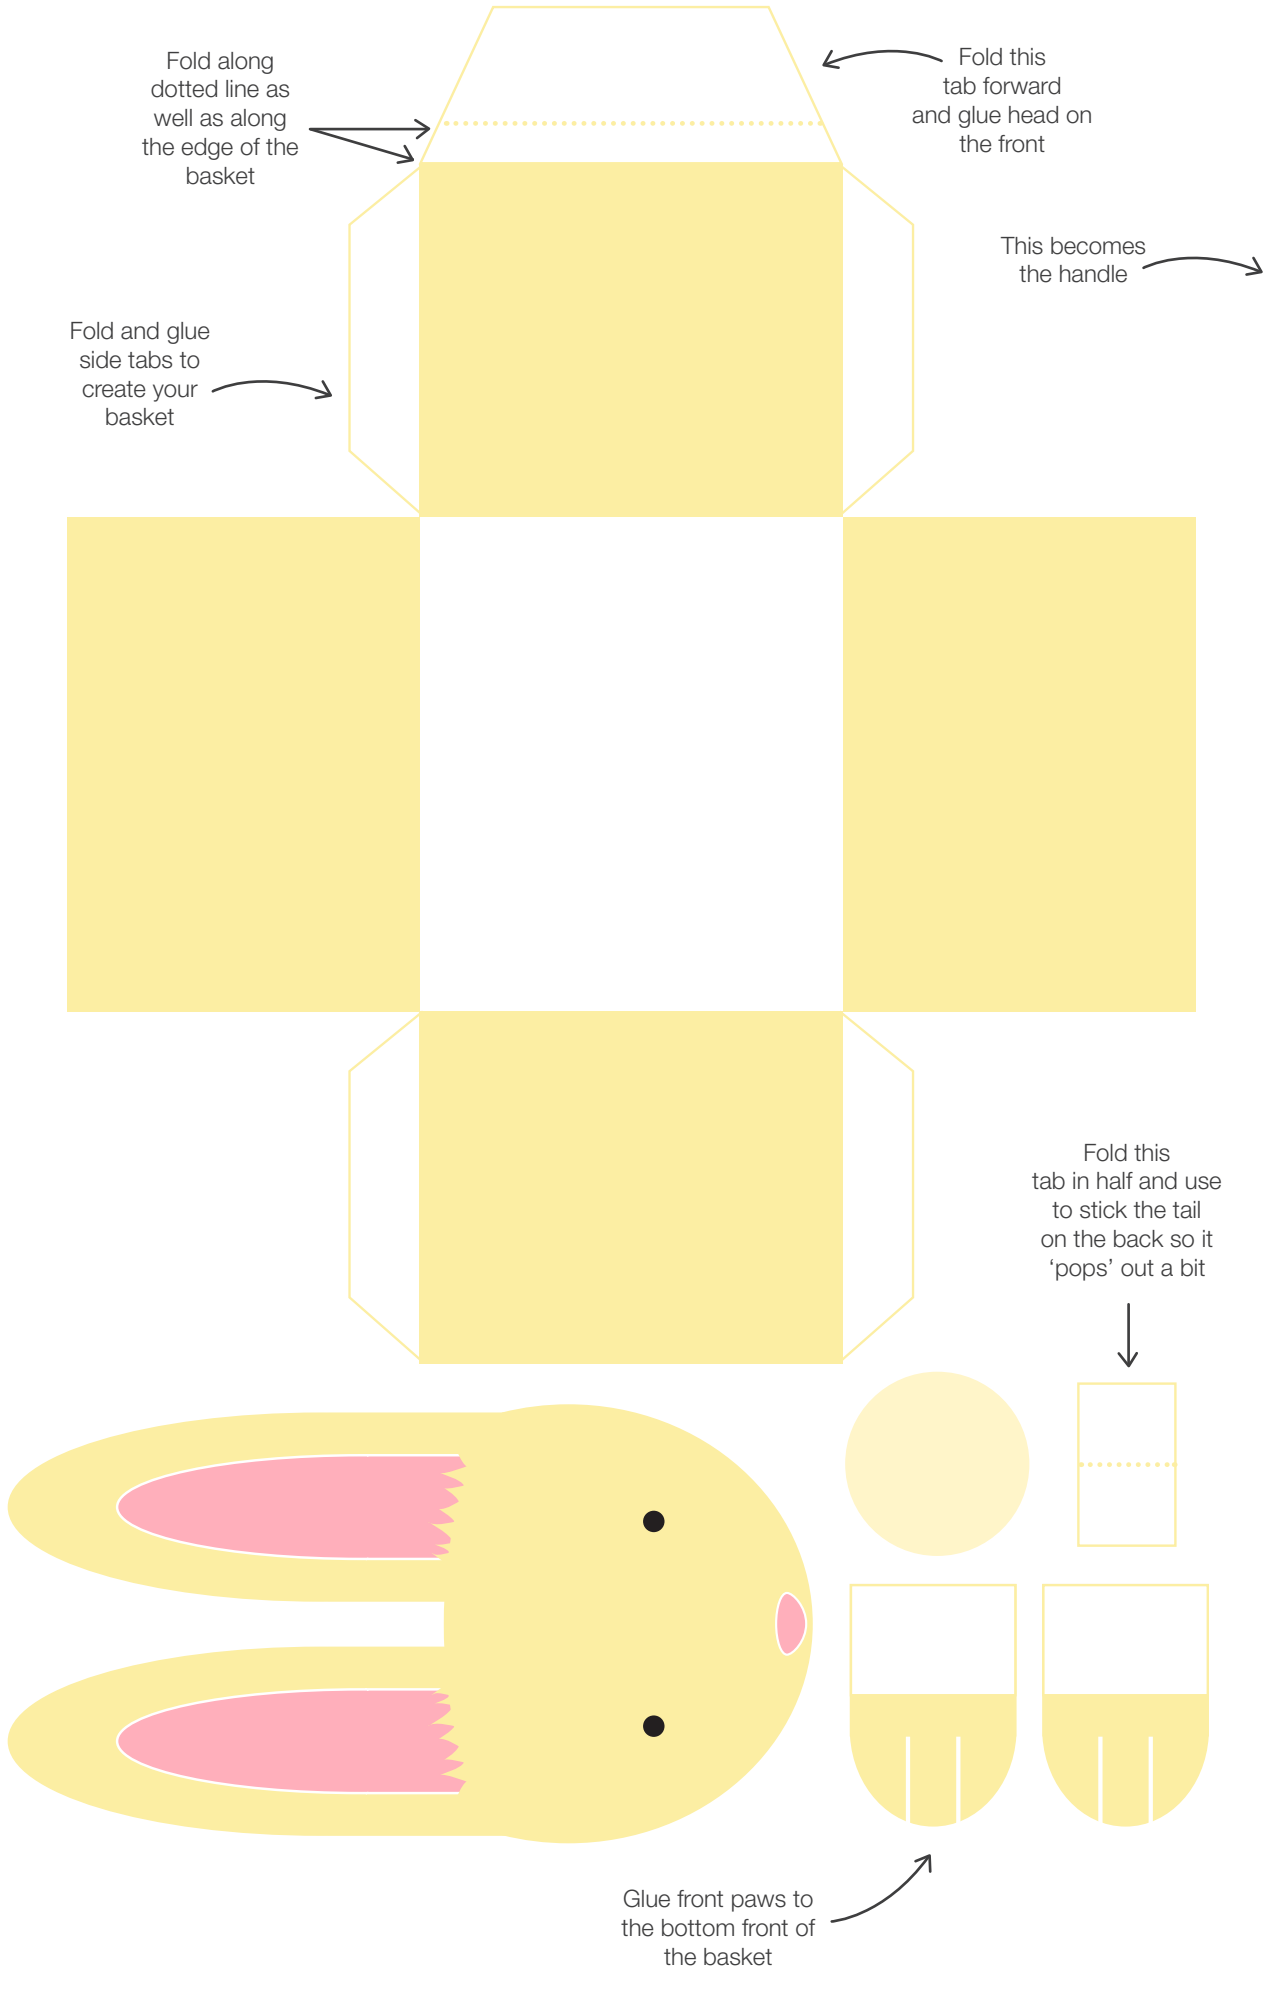 Fold along
dotted line as
well as along
the edge of the
basket
Fold this
tab forward
and glue head on
the front
This becomes
the handle
Fold and glue
side tabs to
create your
basket
Fold this
tab in half and use
to stick the tail
on the back so it
‘pops’ out a bit
Glue front paws to
the bottom front of
the basket